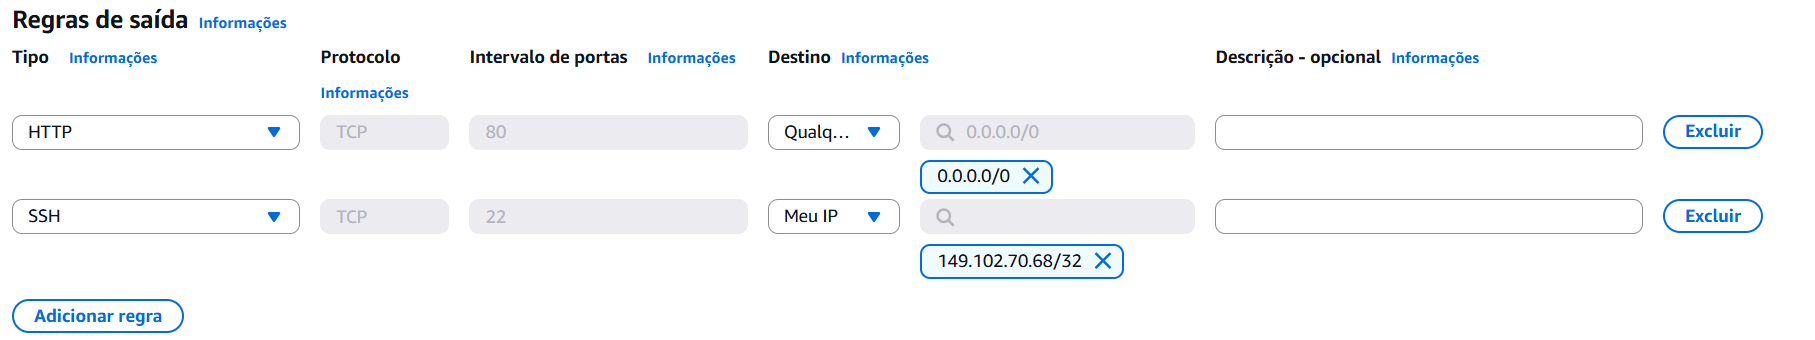 Regras de saída Informações
Tipo Informações Protocolo Intervalo de portas Informações Destino Informações Descrição - opcional Informações
Informações
HTTP TCP 80 Qualq... 0.0.0.0/0 Excluir
0.0.0.0/0
SSH TCP 22 Meu IP Excluir
149.102.70.68/32
Adicionar regra